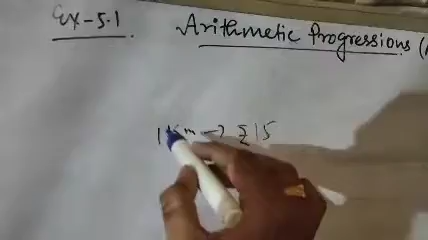 Ex-5.1
Arithmetic Progressions (
1 Km → ₹15